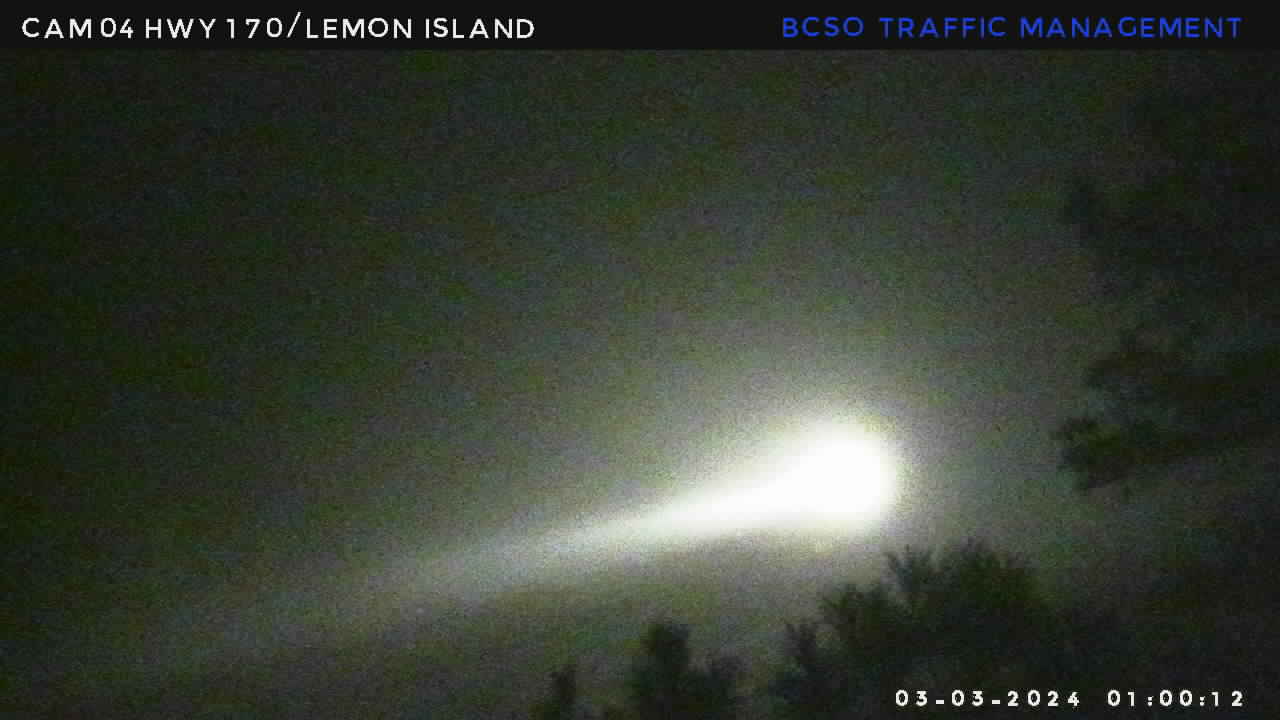 CAM 04 HWY 170/LEMON ISLAND
BCSO TRAFFIC MANAGEMENT
03-03-2024 01:00:12